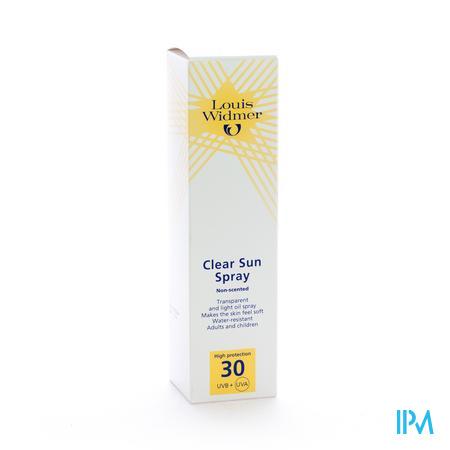 Louis
Widmer
Clear Sun
Spray
Non-scented
Transparent
and light oil spray
Makes the skin feel soft
Water-resistant
Adults and children
High protection
30
UVB + UVA
IPM